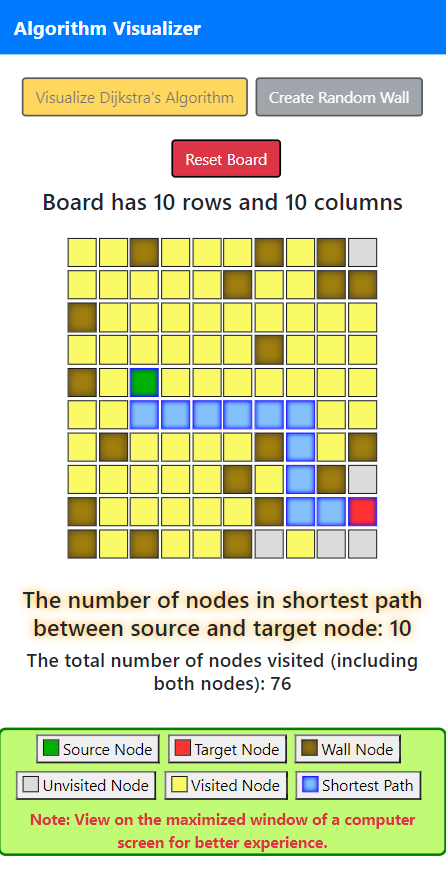 Algorithm Visualizer
Visualize Dijkstra's Algorithm
Create Random Wall
Reset Board
Board has 10 rows and 10 columns
The number of nodes in shortest path
between source and target node: 10
The total number of nodes visited (including
both nodes): 76
Source Node
Target Node
Wall Node
Unvisited Node
Visited Node
Shortest Path
Note: View on the maximized window of a computer
screen for better experience.